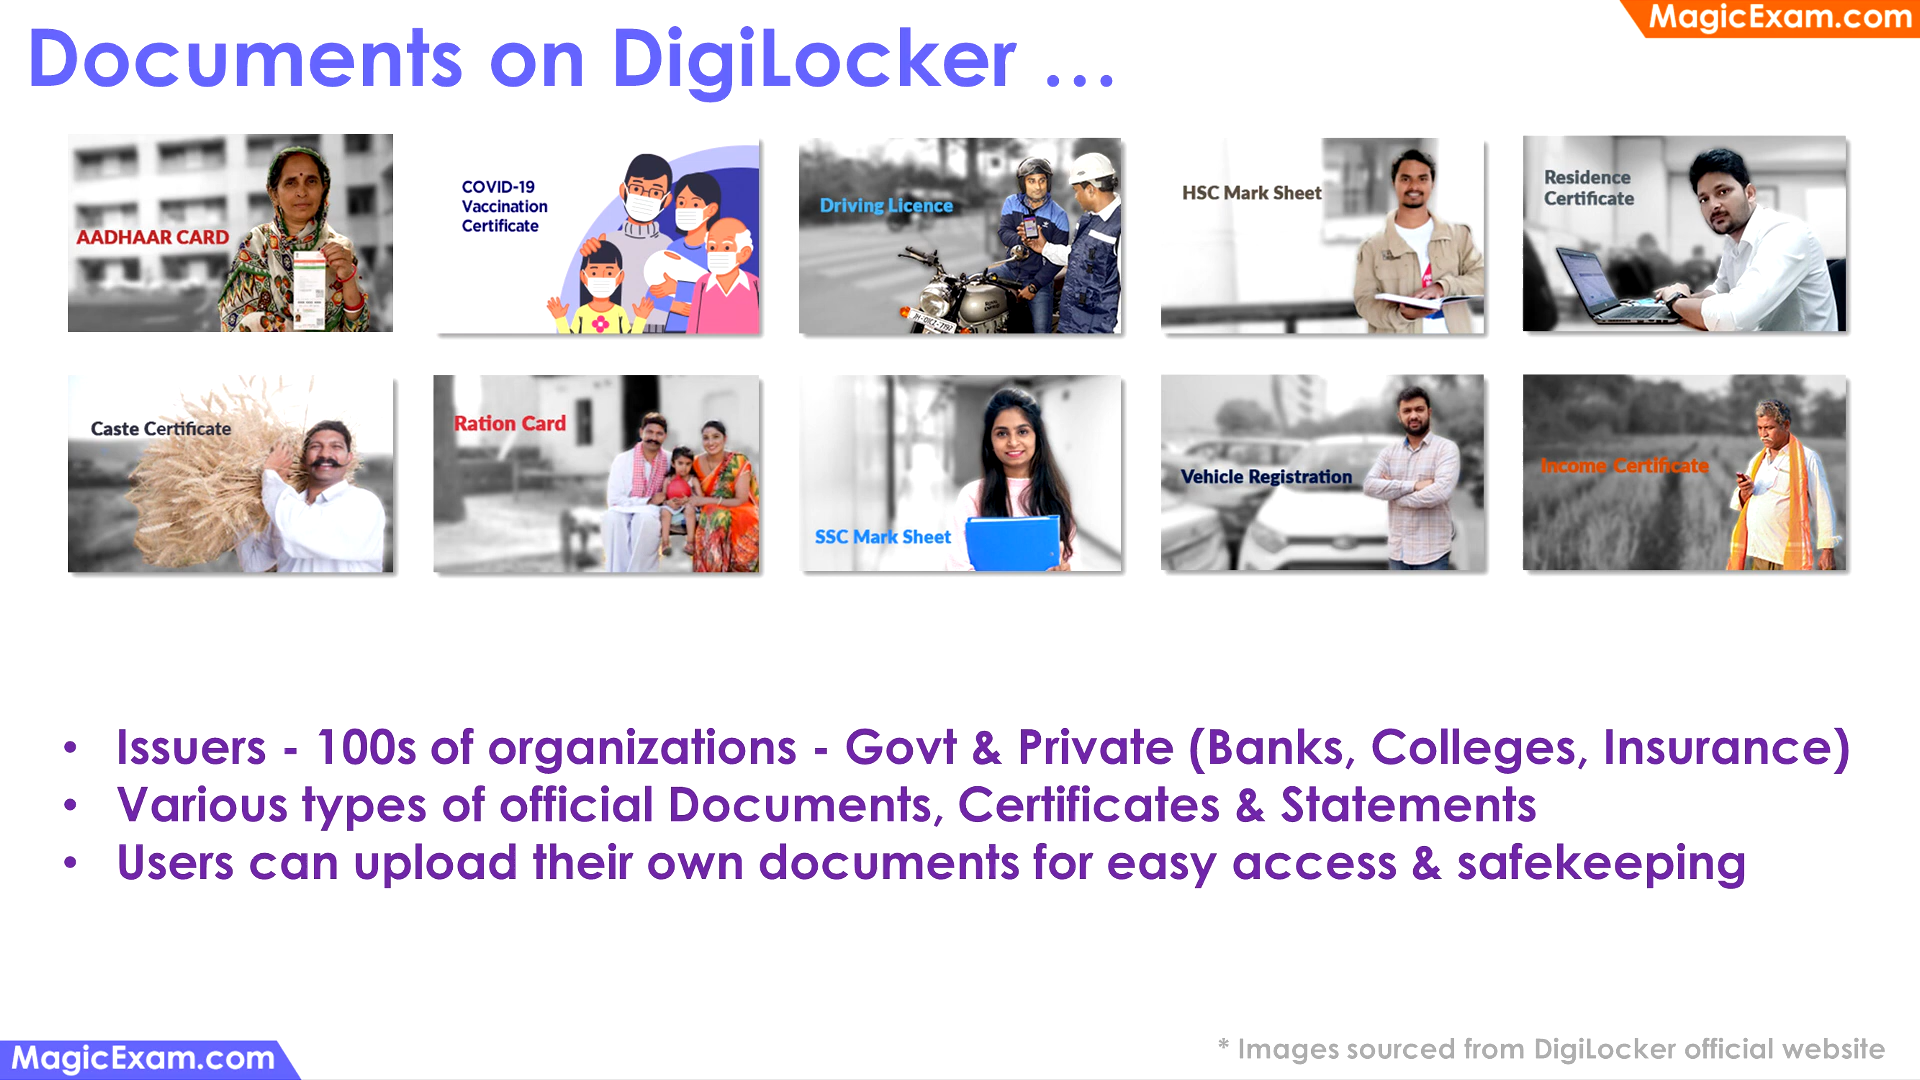 MagicExam.com
Documents on DigiLocker ...
AADHAAR CARD
COVID-19
Vaccination
Certificate
Driving Licence
HSC Mark Sheet
Residence
Certificate
Caste Certificate
Ration Card
SSC Mark Sheet
Vehicle Registration
Income Certificate
• Issuers - 100s of organizations - Govt & Private (Banks, Colleges, Insurance)
• Various types of official Documents, Certificates & Statements
• Users can upload their own documents for easy access & safekeeping
MagicExam.com
* Images sourced from DigiLocker official website